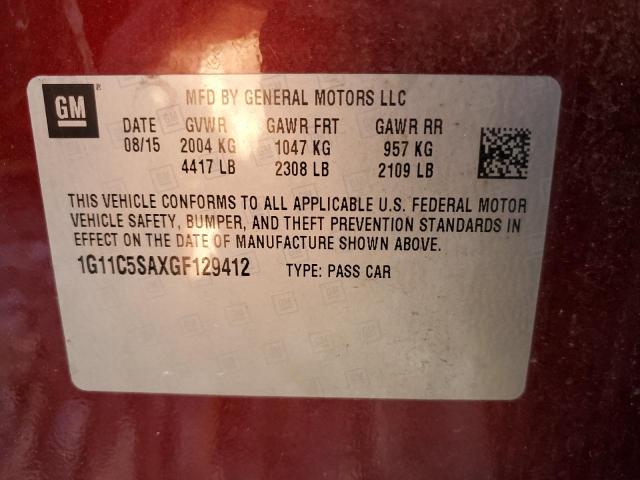 GM
MFD BY GENERAL MOTORS LLC
DATE GVWR GAWR FRT GAWR RR
08/15 2004 KG 1047 KG 957 KG
4417 LB 2308 LB 2109 LB
THIS VEHICLE CONFORMS TO ALL APPLICABLE U.S. FEDERAL MOTOR
VEHICLE SAFETY, BUMPER, AND THEFT PREVENTION STANDARDS IN
EFFECT ON THE DATE OF MANUFACTURE SHOWN ABOVE.
1G11C5SAXGF129412 TYPE: PASS CAR